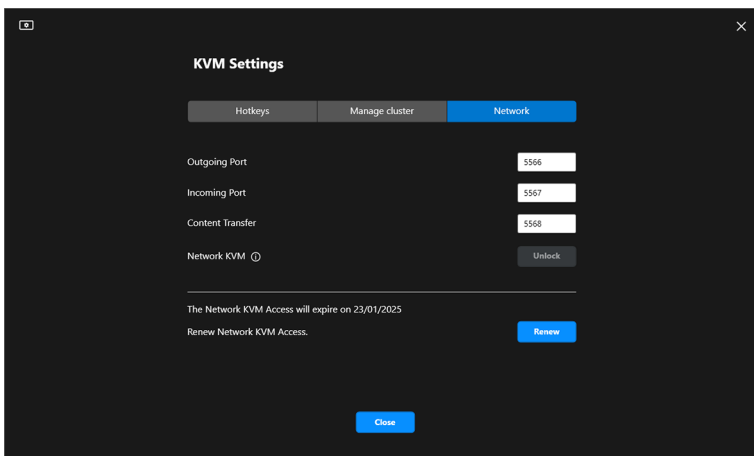 KVM Settings
Hotkeys Manage cluster Network
Outgoing Port 5566
Incoming Port 5567
Content Transfer 5568
Network KVM Unlock
The Network KVM Access will expire on 23/01/2025
Renew Network KVM Access. Renew
Close